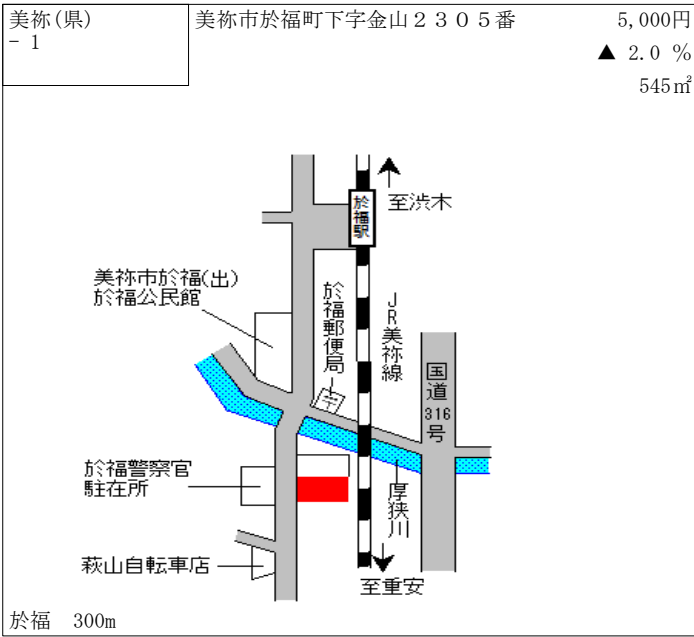 美祢(県)
－１
美祢市於福町下字金山２３０５番
5,000円
▲ 2.0 %
545㎡
至渋木
於福駅
美祢市於福(出)
於福公民館
於福郵便局
JR美祢線
国道316号
於福警察官
駐在所
厚狭川
萩山自転車店
至重安
於福　300m